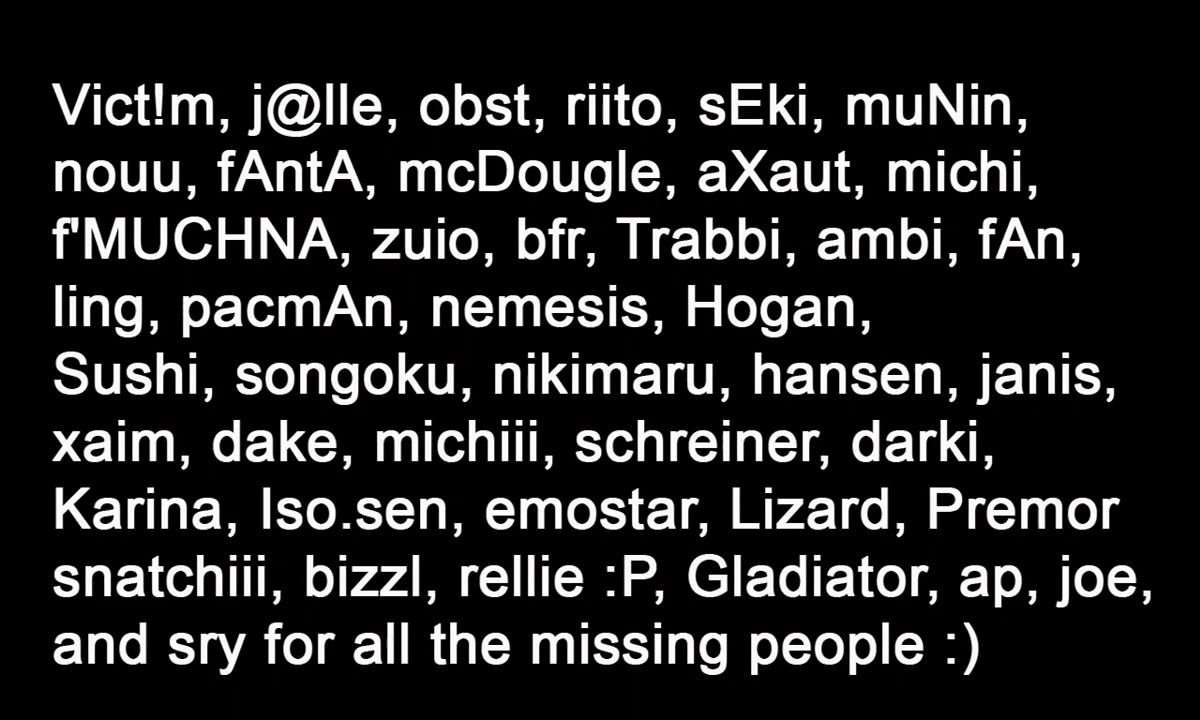 Vict!m, j@lle, obst, riito, sEki, muNin,
nouu, fAntA, mcDougle, aXaut, michi,
f'MUCHNA, zuio, bfr, Trabbi, ambi, fAn,
ling, pacmAn, nemesis, Hogan,
Sushi, songoku, nikimaru, hansen, janis,
xaim, dake, michiii, schreiner, darki,
Karina, Iso.sen, emostar, Lizard, Premor
snatchiii, bizzl, rellie :P, Gladiator, ap, joe,
and sry for all the missing people :)